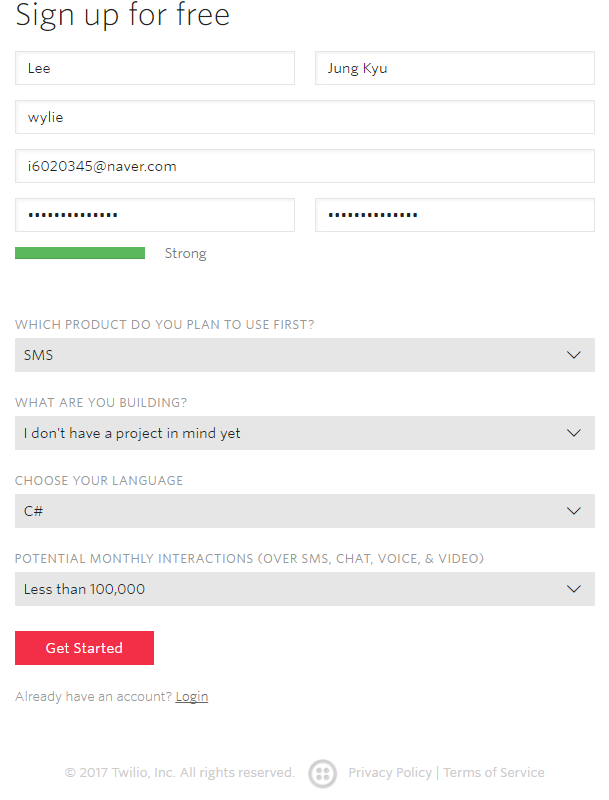 Sign up for free
Lee Jung Kyu
wylie
i6020345@naver.com
•••••••••••••• ••••••••••••••
Strong
WHICH PRODUCT DO YOU PLAN TO USE FIRST?
SMS
WHAT ARE YOU BUILDING?
I don't have a project in mind yet
CHOOSE YOUR LANGUAGE
C#
POTENTIAL MONTHLY INTERACTIONS (OVER SMS, CHAT, VOICE, & VIDEO)
Less than 100,000
Get Started
Already have an account? Login
© 2017 Twilio, Inc. All rights reserved. Privacy Policy | Terms of Service